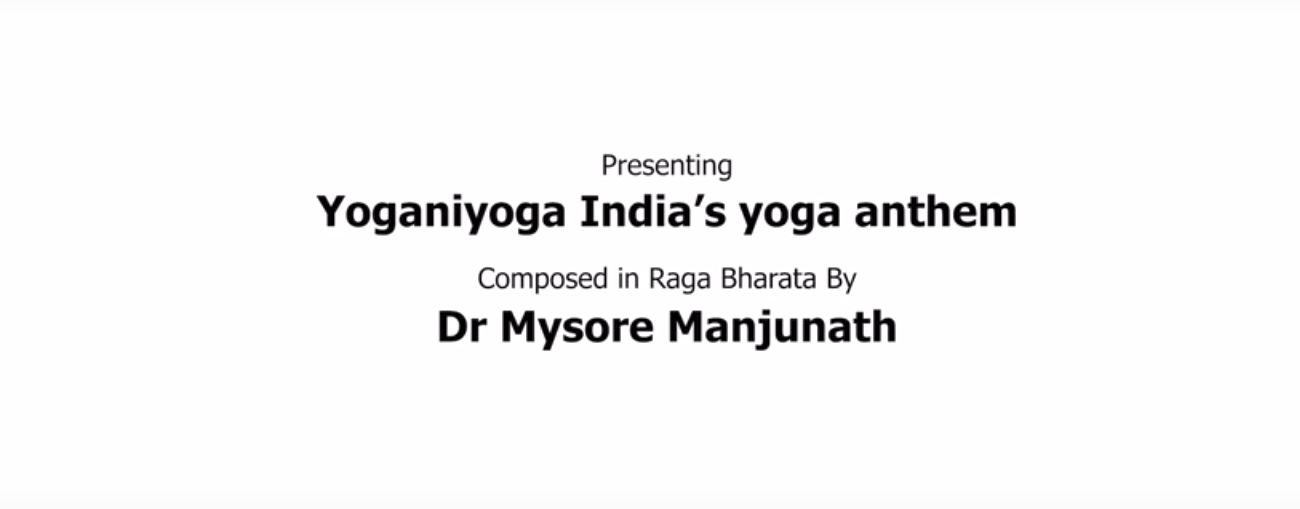 Presenting
Yoganiyoga India’s yoga anthem
Composed in Raga Bharata By
Dr Mysore Manjunath